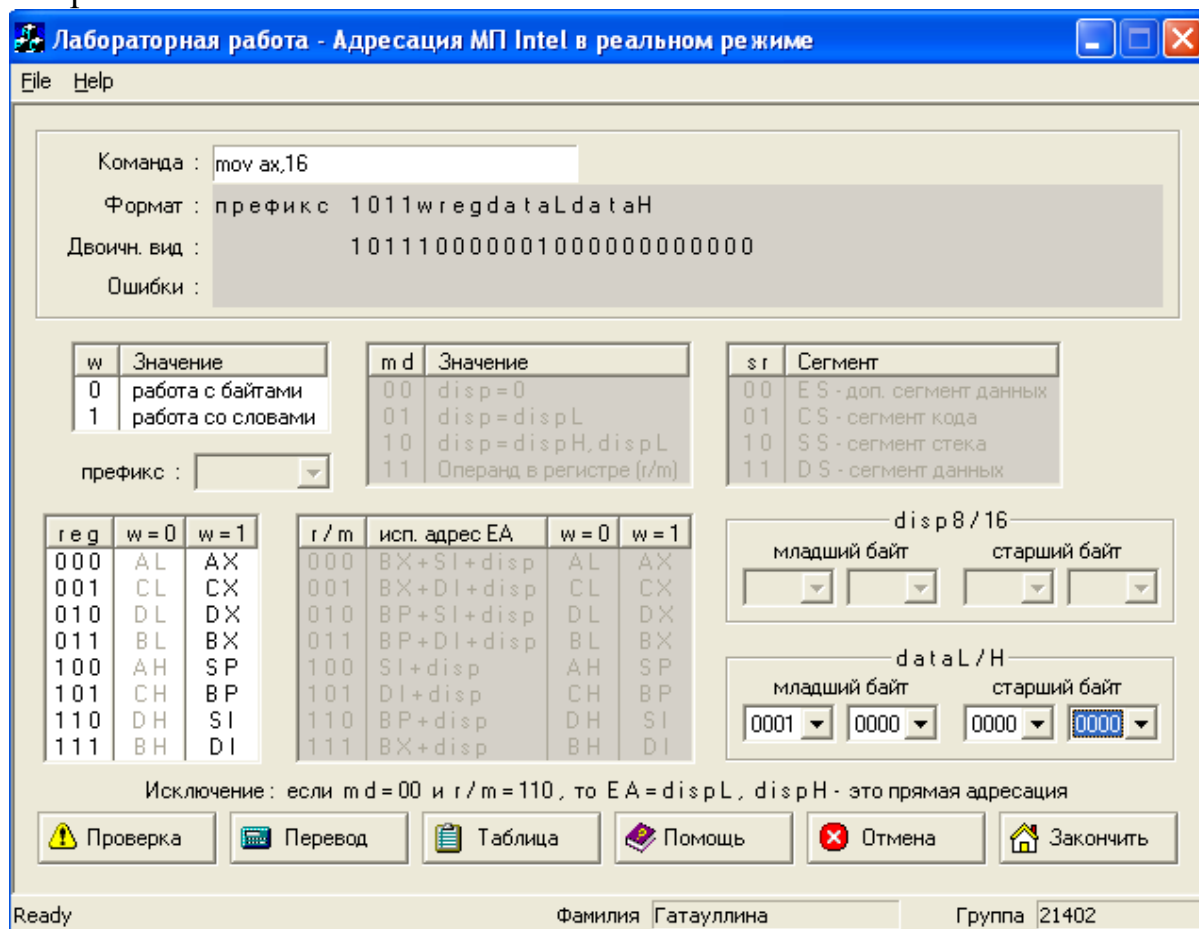 Лабораторная работа - Адресация МП Intel в реальном режиме
File Help
Команда : mov ax,16
Формат : префикс 1011wregdataLdataH
Двоичн. вид : 101110000001000000000000
Ошибки :
w Значение
0 работа с байтами
1 работа со словами
префикс :
md Значение
00 disp=0
01 disp=dispL
10 disp=dispH,dispL
11 Операнд в регистре (r/m)
sr Сегмент
00 ES - доп. сегмент данных
01 CS - сегмент кода
10 SS - сегмент стека
11 DS - сегмент данных
reg w=0 w=1
000 AL AX
001 CL CX
010 DL DX
011 BL BX
100 AH SP
101 CH BP
110 DH SI
111 BH DI
r/m исп. адрес EA w=0 w=1
000 BX+SI+disp AL AX
001 BX+DI+disp CL CX
010 BP+SI+disp DL DX
011 BP+DI+disp BL BX
100 SI+disp AH SP
101 DI+disp CH BP
110 BP+disp DH SI
111 BX+disp BH DI
disp8/16
младший байт старший байт
dataL/H
младший байт старший байт
0001 0000 0000 0000
Исключение: если md=00 и r/m=110, то EA=dispL, dispH - это прямая адресация
Проверка Перевод Таблица Помощь Отмена Закончить
Ready Фамилия Гатауллина Группа 21402